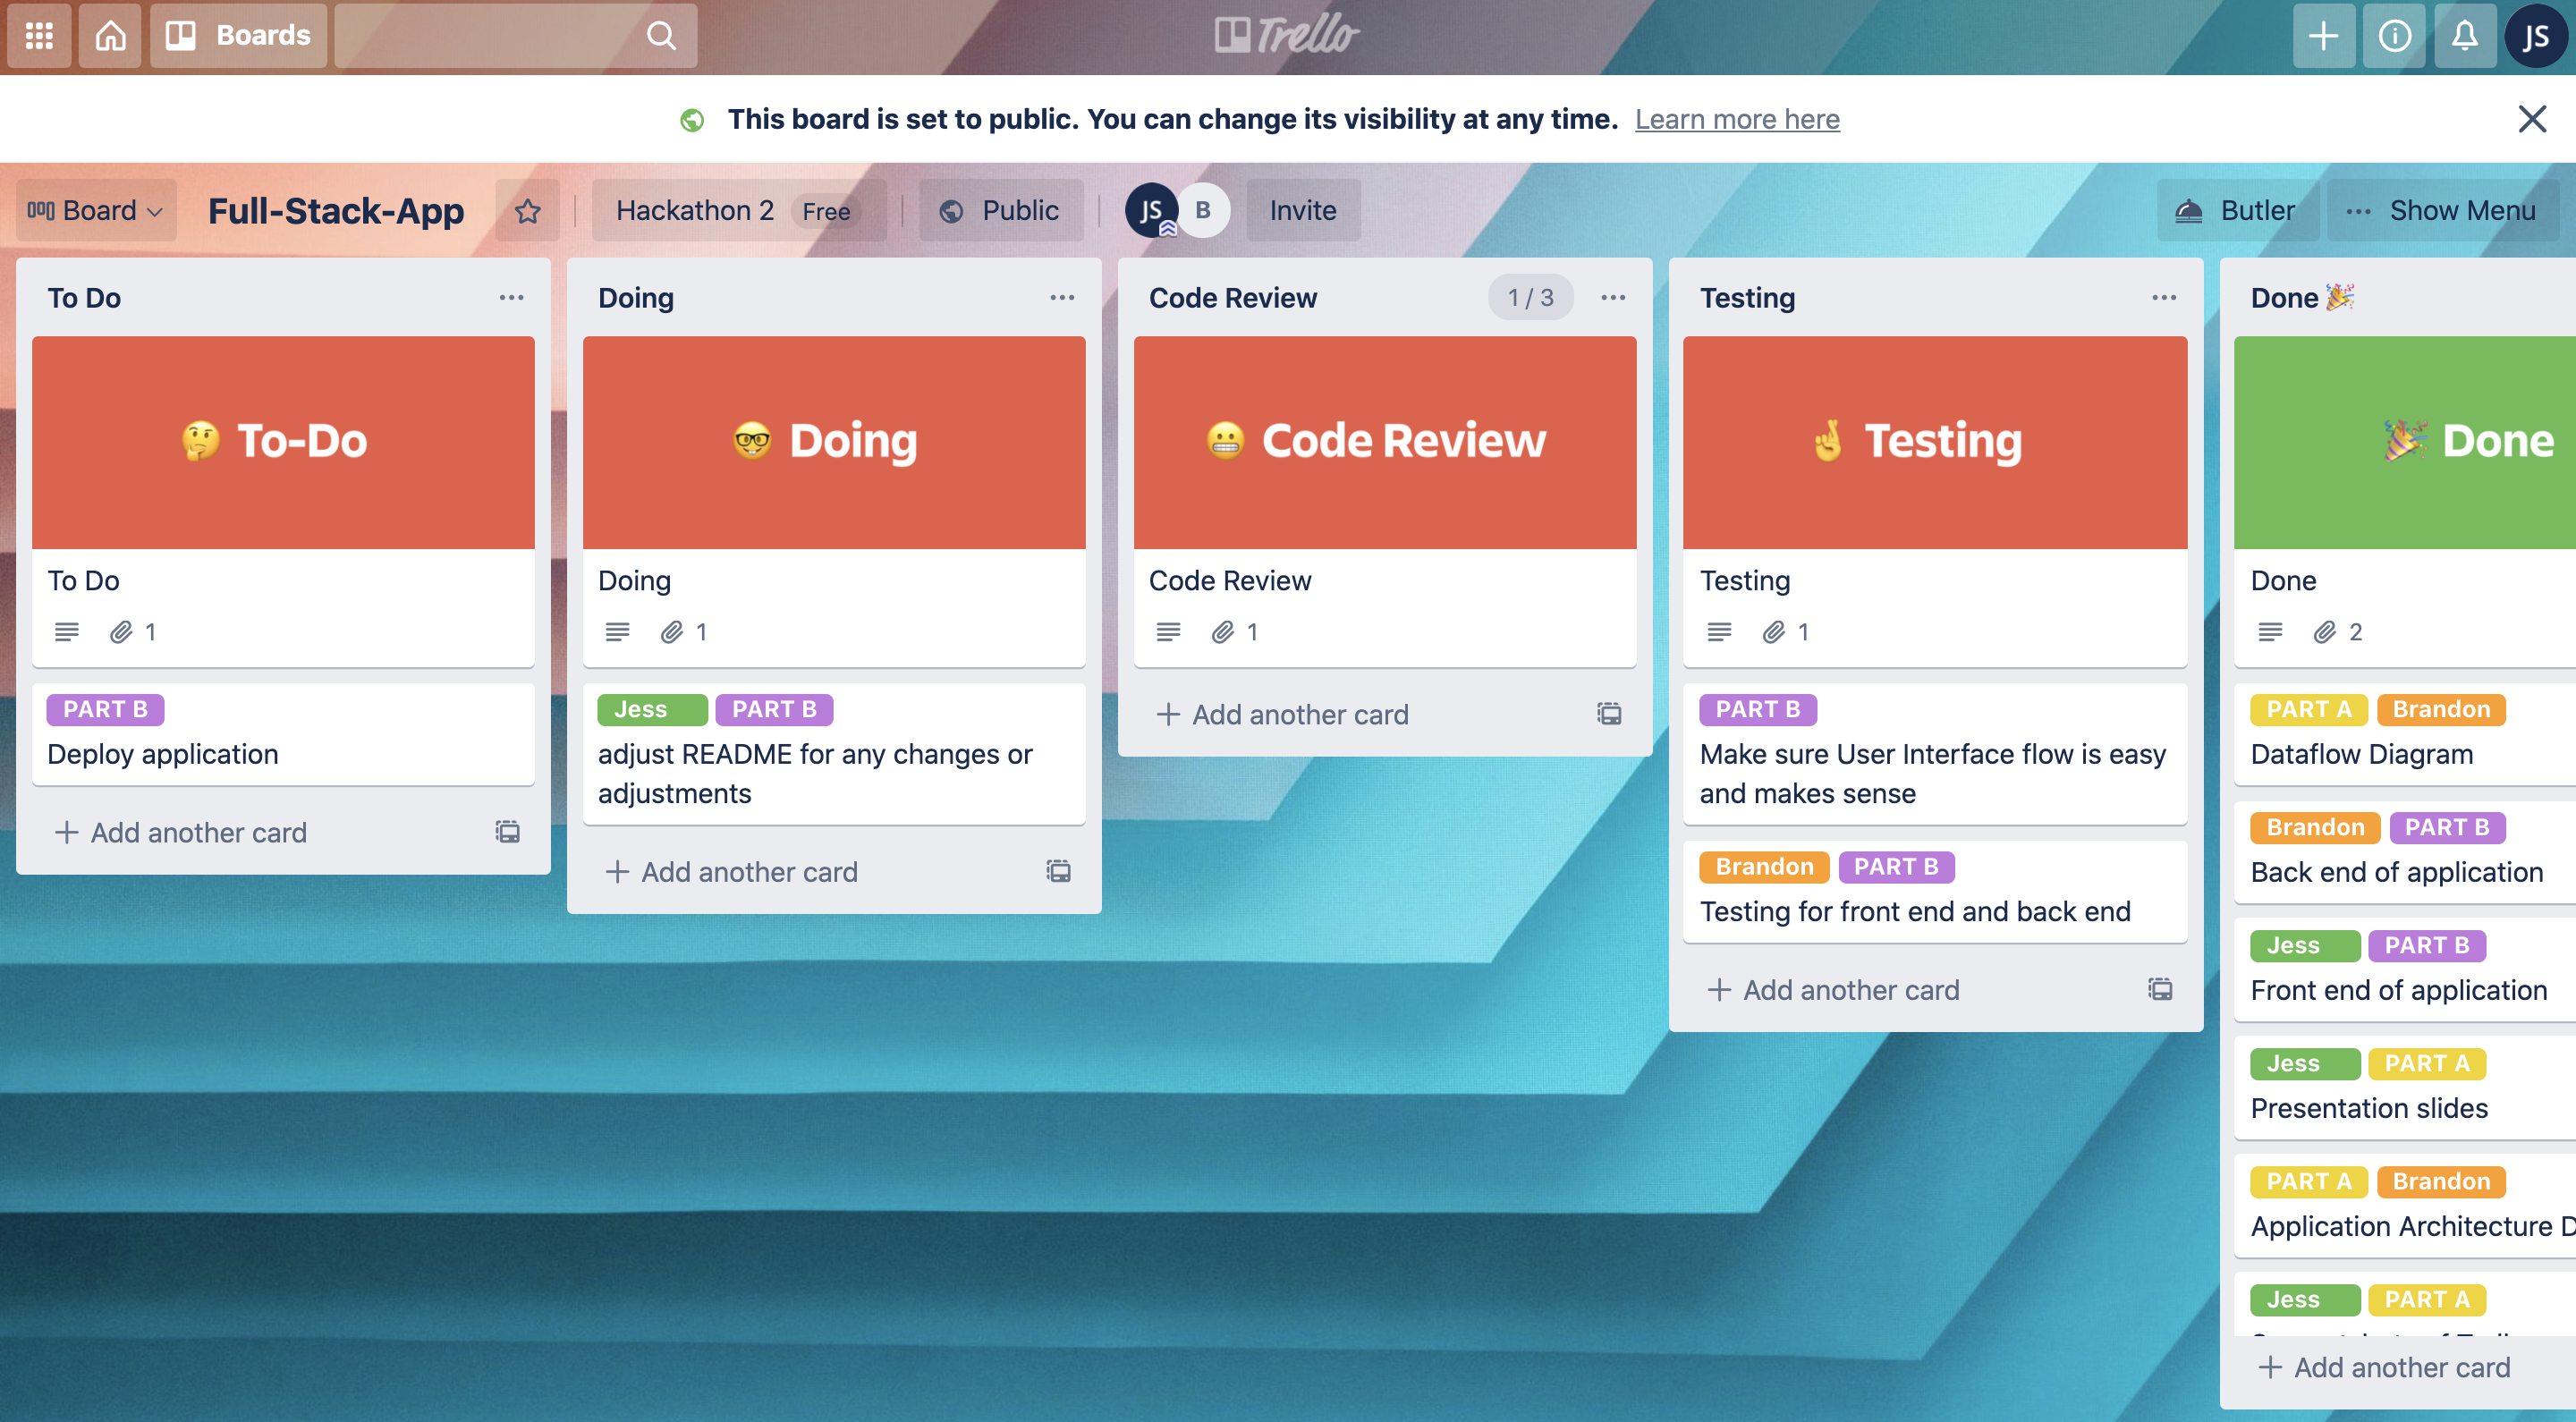 Boards
Trello
JS
This board is set to public. You can change its visibility at any time. Learn more here
Board
Full-Stack-App
Hackathon 2 Free
Public
JS
B
Invite
Butler
Show Menu
To Do
To-Do
To Do
1
PART B
Deploy application
Add another card
Doing
Doing
Doing
1
Jess PART B
adjust README for any changes or
adjustments
Add another card
Code Review 1 / 3
Code Review
Code Review
1
Add another card
Testing
Testing
Testing
1
PART B
Make sure User Interface flow is easy
and makes sense
Brandon PART B
Testing for front end and back end
Add another card
Done
Done
Done
2
PART A Brandon
Dataflow Diagram
Brandon PART B
Back end of application
Jess PART B
Front end of application
Jess PART A
Presentation slides
PART A Brandon
Application Architecture
Jess PART A
Add another card